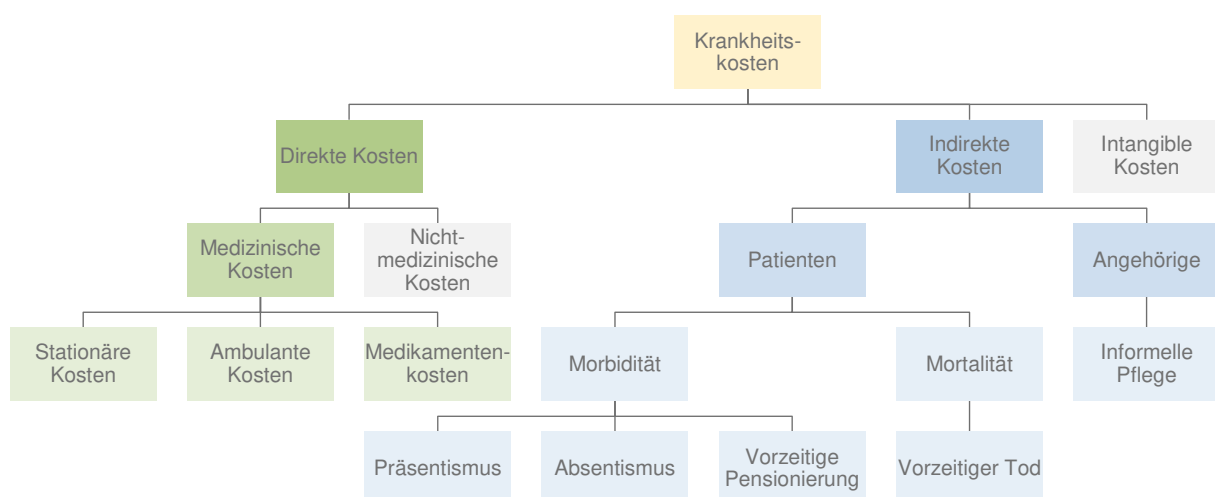 Krankheits-
kosten
Direkte Kosten
Indirekte
Kosten
Intangible
Kosten
Medizinische
Kosten
Nicht-
medizinische
Kosten
Patienten
Angehörige
Stationäre
Kosten
Ambulante
Kosten
Medikamenten-
kosten
Morbidität
Mortalität
Informelle
Pflege
Präsentismus
Absentismus
Vorzeitige
Pensionierung
Vorzeitiger Tod